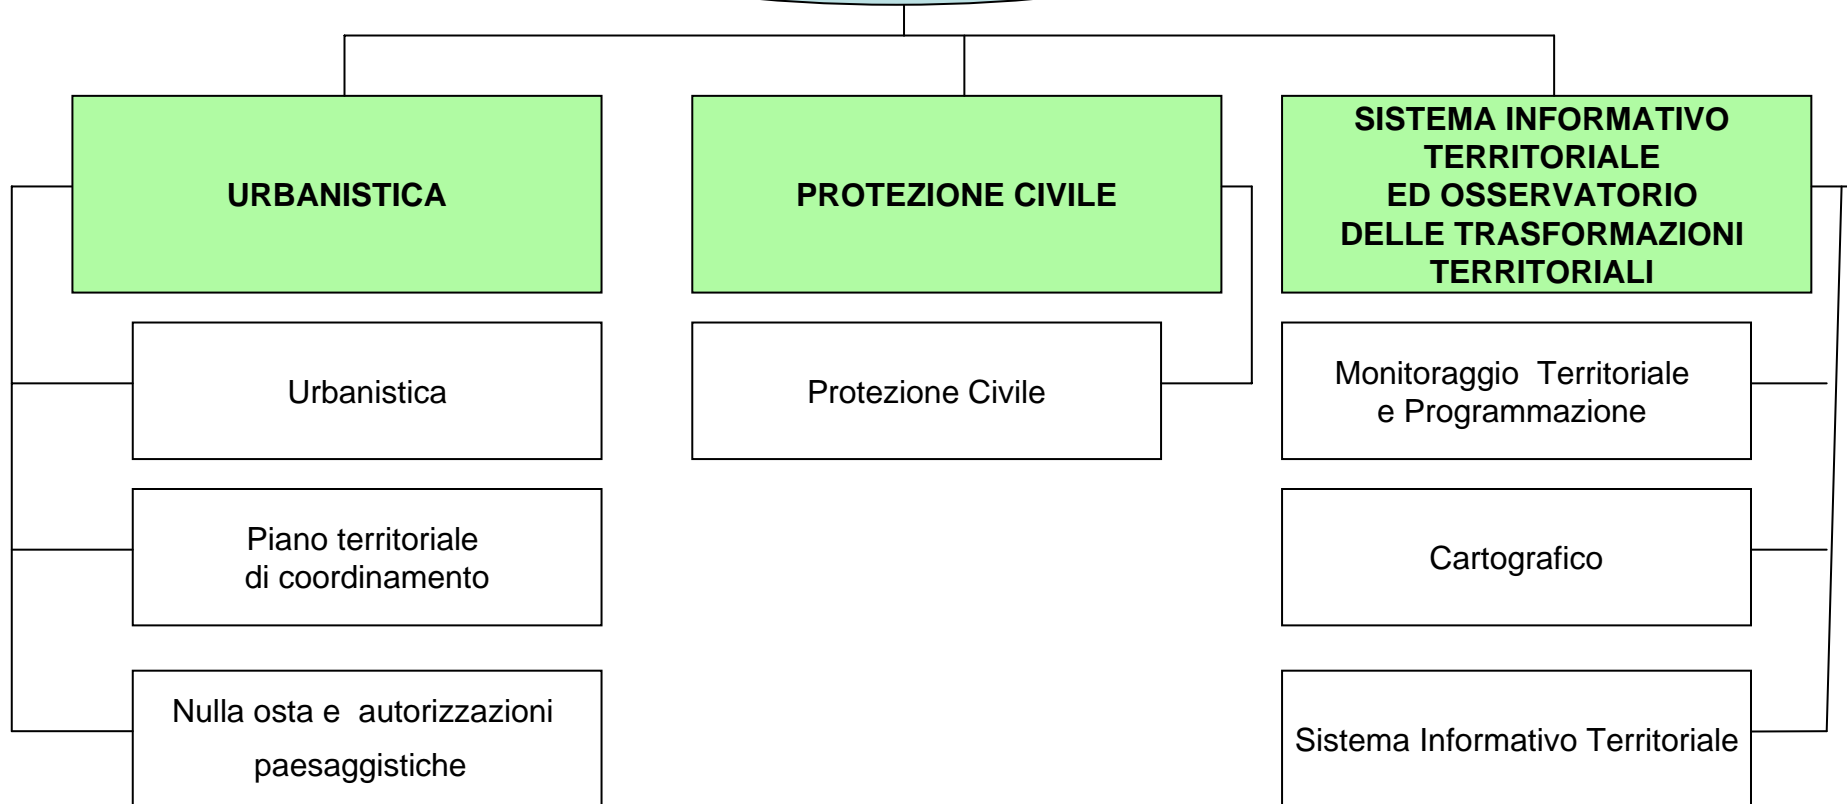 URBANISTICA
PROTEZIONE CIVILE
SISTEMA INFORMATIVO
TERRITORIALE
ED OSSERVATORIO
DELLE TRASFORMAZIONI
TERRITORIALI
Urbanistica
Protezione Civile
Monitoraggio Territoriale
e Programmazione
Piano territoriale
di coordinamento
Cartografico
Nulla osta e autorizzazioni
paesaggistiche
Sistema Informativo Territoriale